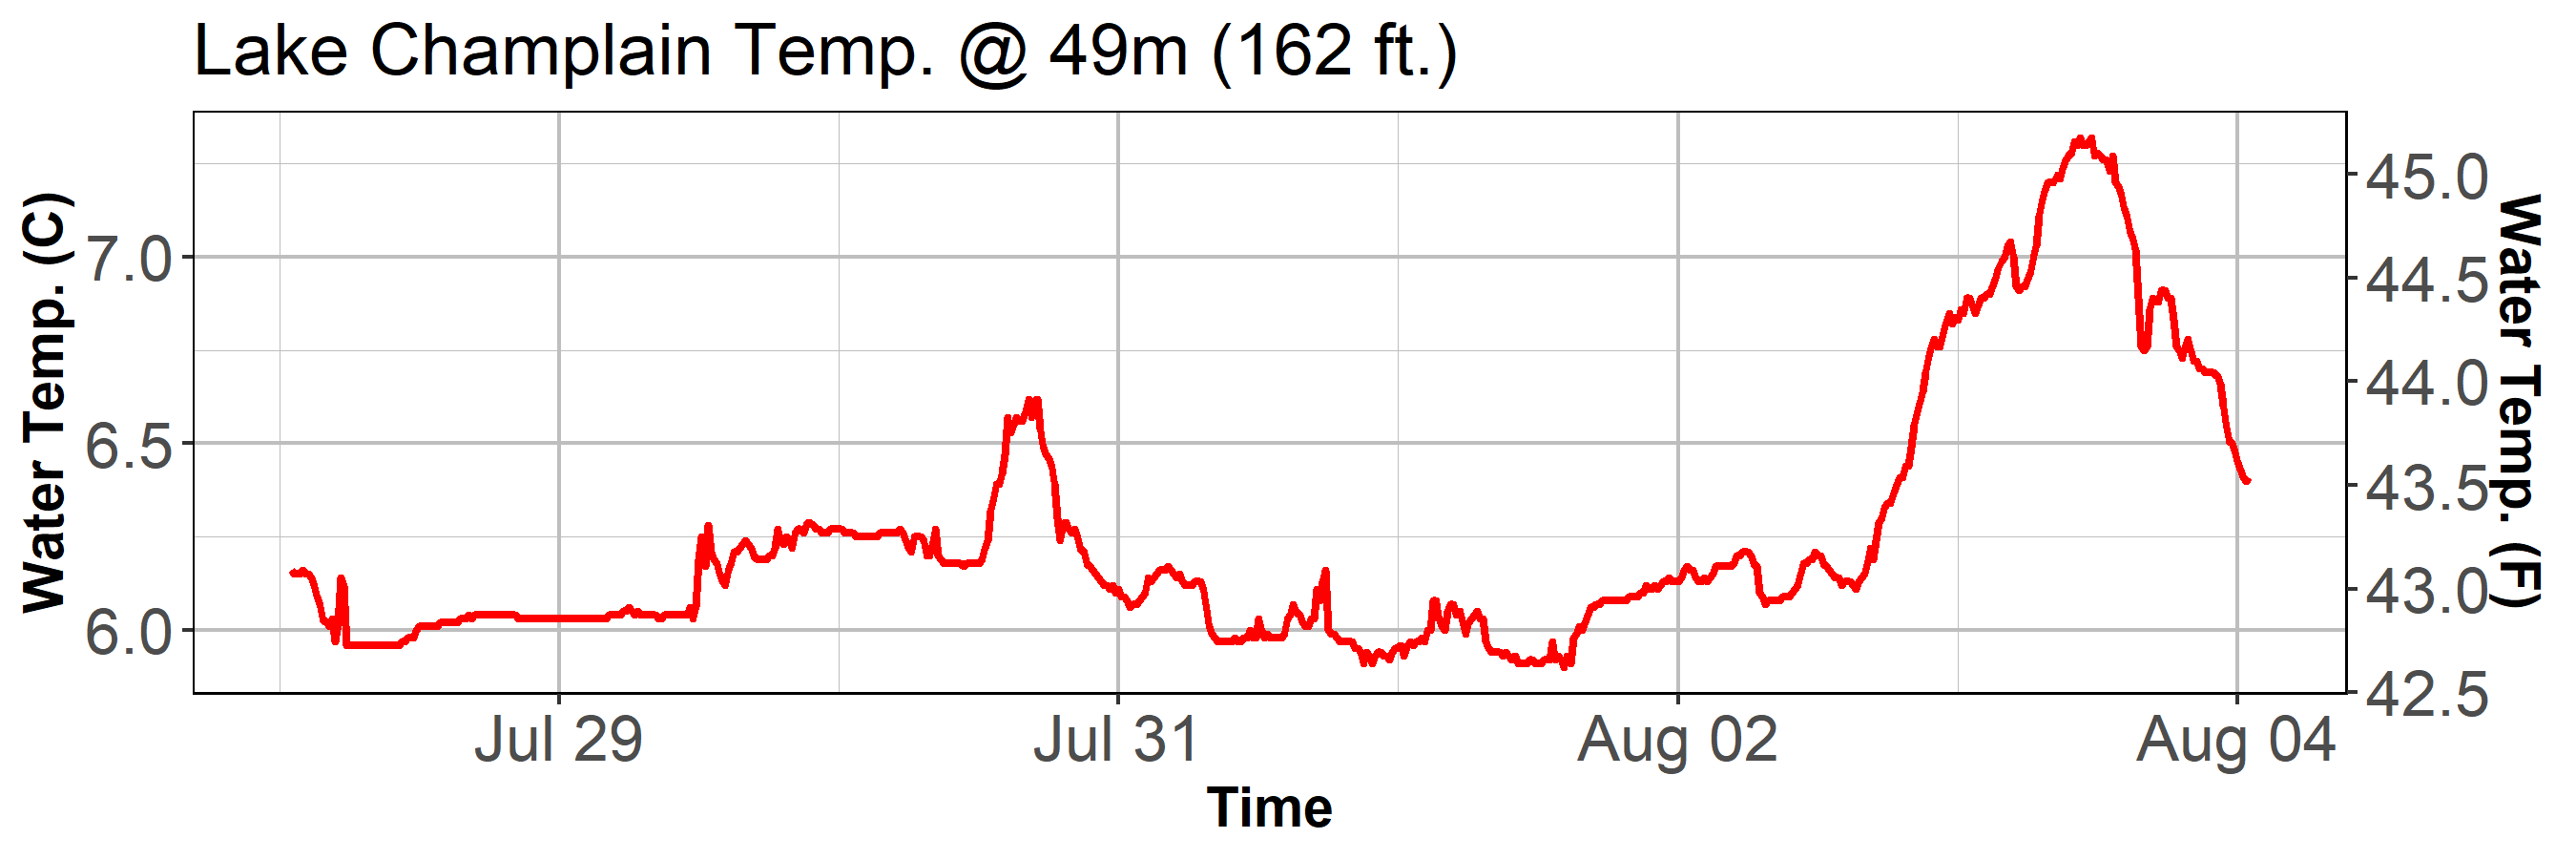 Lake Champlain Temp. @ 49m (162 ft.)
Water Temp. (C)
7.0
6.5
6.0
45.0
44.5
44.0
43.5
43.0
42.5
Water Temp. (F)
Jul 29
Jul 31
Aug 02
Aug 04
Time